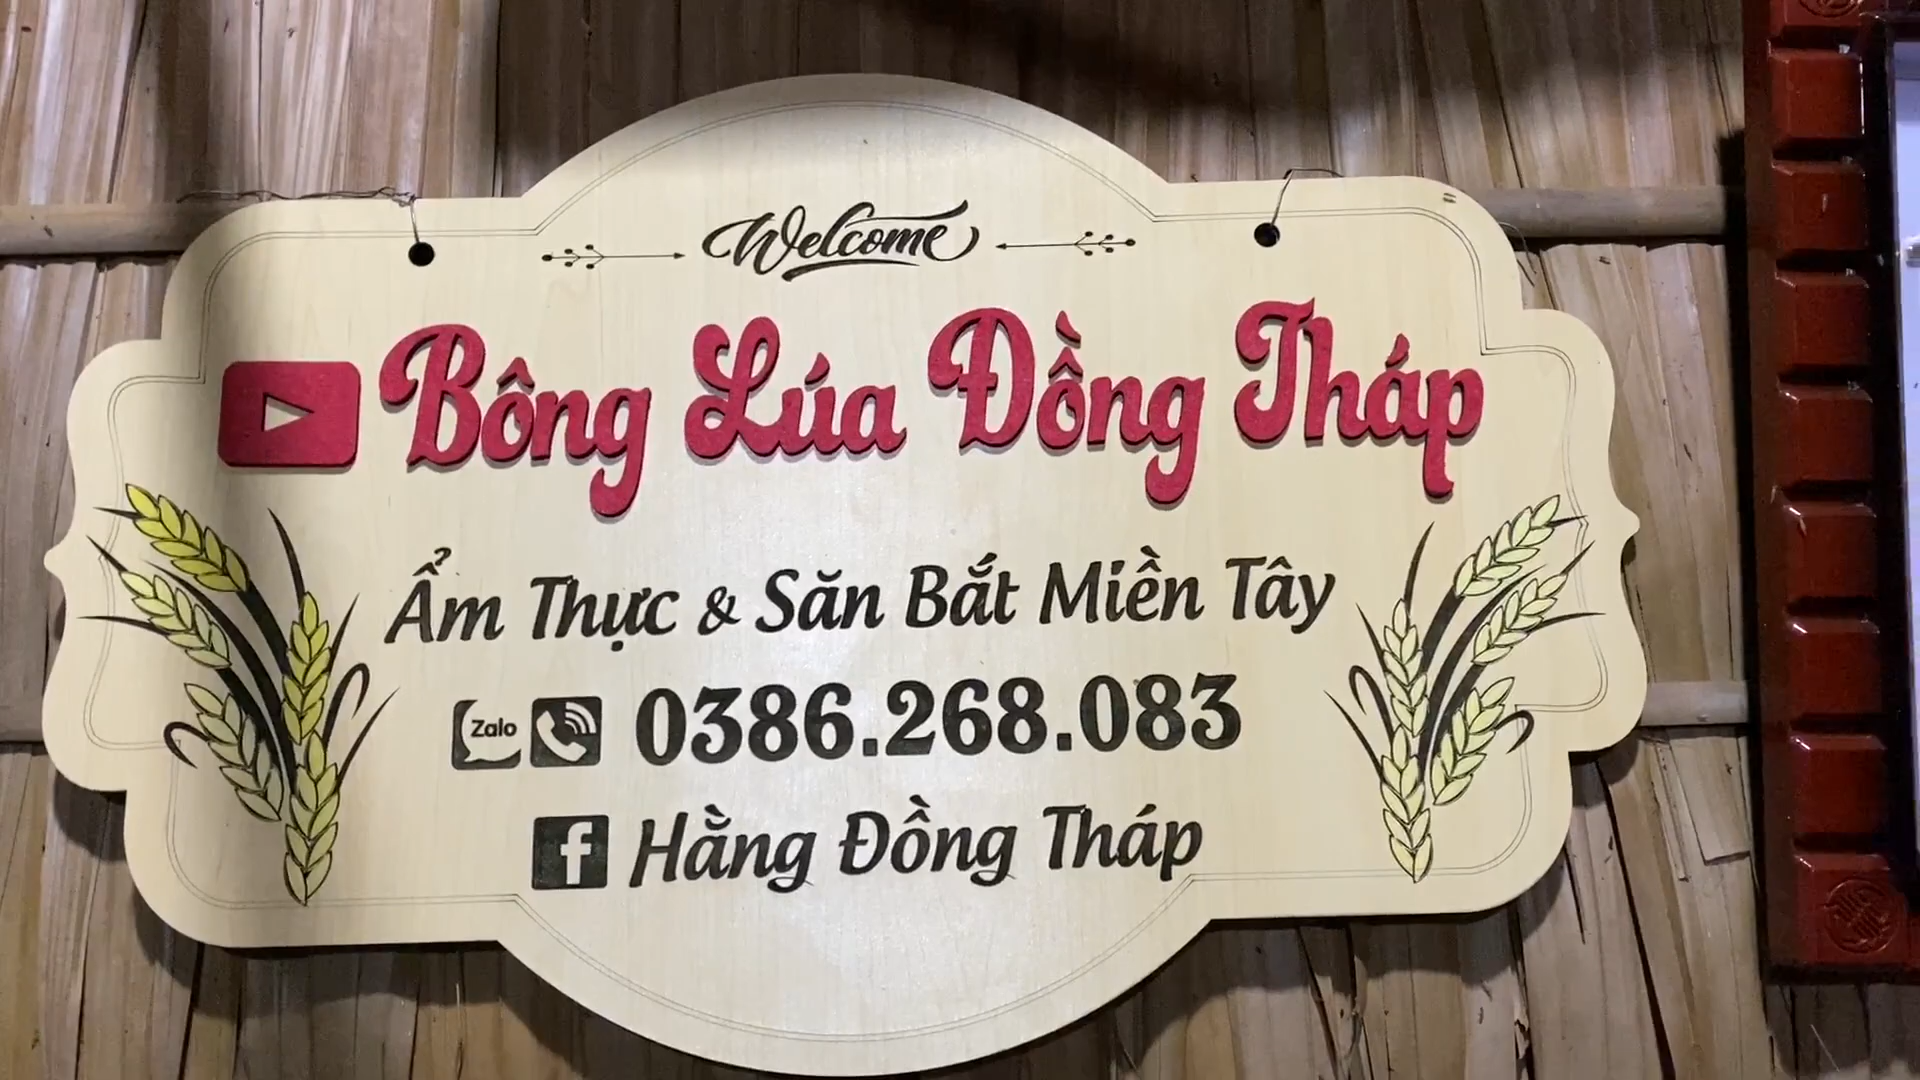 Welcome
Bông Lúa Đồng Tháp
Ẩm Thực & Săn Bắt Miền Tây
Zalo 0386.268.083
f Hằng Đồng Tháp